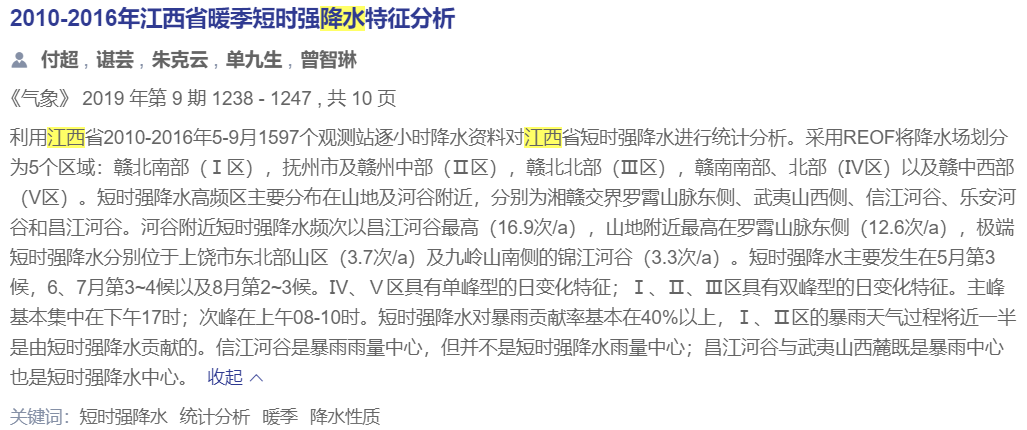 2010-2016年江西省暖季短时强降水特征分析
付超 , 谌芸 , 朱克云 , 单九生 , 曾智琳
《气象》 2019 年第 9 期 1238 - 1247 , 共 10 页
利用江西省2010-2016年5-9月1597个观测站逐小时降水资料对江西省短时强降水进行统计分析。采用REOF将降水场划分
为5个区域：赣北南部（Ⅰ区），抚州市及赣州中部（Ⅱ区），赣北北部（Ⅲ区），赣南南部、北部（IV区）以及赣中西部
（V区）。短时强降水高频区主要分布在山地及河谷附近，分别为湘赣交界罗霄山脉东侧、武夷山西侧、信江河谷、乐安河
谷和昌江河谷。河谷附近短时强降水频次以昌江河谷最高（16.9次/a），山地附近最高在罗霄山脉东侧（12.6次/a），极端
短时强降水分别位于上饶市东北部山区（3.7次/a）及九岭山南侧的锦江河谷（3.3次/a）。短时强降水主要发生在5月第3
候，6、7月第3~4候以及8月第2~3候。IV、Ⅴ区具有单峰型的日变化特征；Ⅰ、Ⅱ、Ⅲ区具有双峰型的日变化特征。主峰
基本集中在下午17时；次峰在上午08-10时。短时强降水对暴雨贡献率基本在40%以上，Ⅰ、Ⅱ区的暴雨天气过程将近一半
是由短时强降水贡献的。信江河谷是暴雨雨量中心，但并不是短时强降水雨量中心；昌江河谷与武夷山西麓既是暴雨中心
也是短时强降水中心。 收起 ︿
关键词： 短时强降水 统计分析 暖季 降水性质